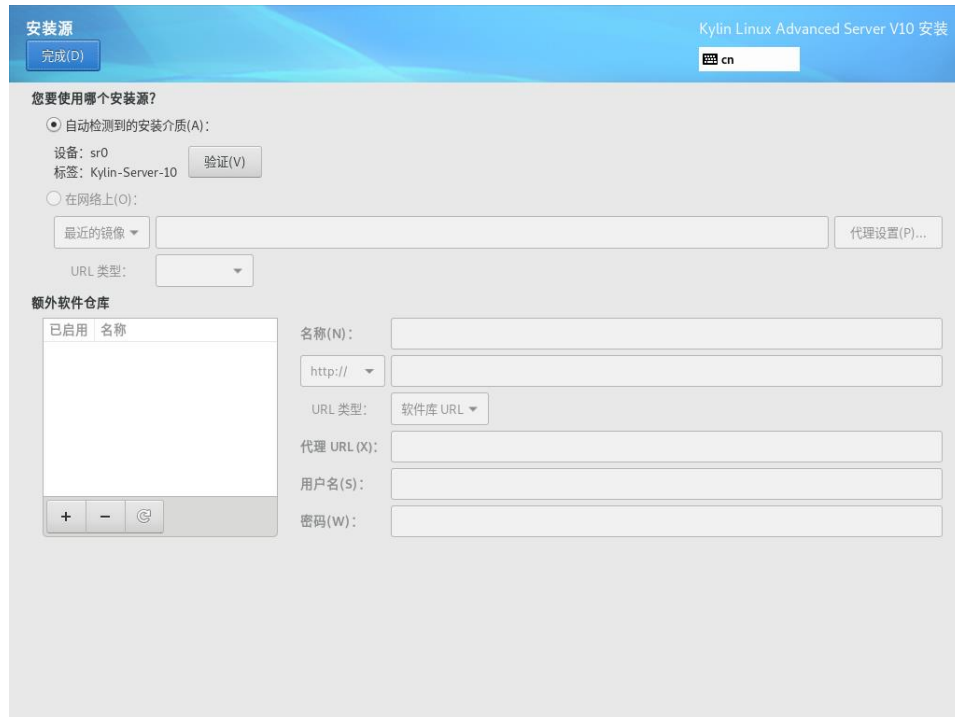 安装源
Kylin Linux Advanced Server V10 安装
完成(D)
cn
您要使用哪个安装源?
自动检测到的安装介质(A):
设备: sr0
标签: Kylin-Server-10
验证(V)
在网络上(O):
最近的镜像
代理设置(P)...
URL 类型:
额外软件仓库
已启用 名称
名称(N):
http://
URL 类型: 软件库 URL
代理 URL (X):
用户名(S):
密码(W):